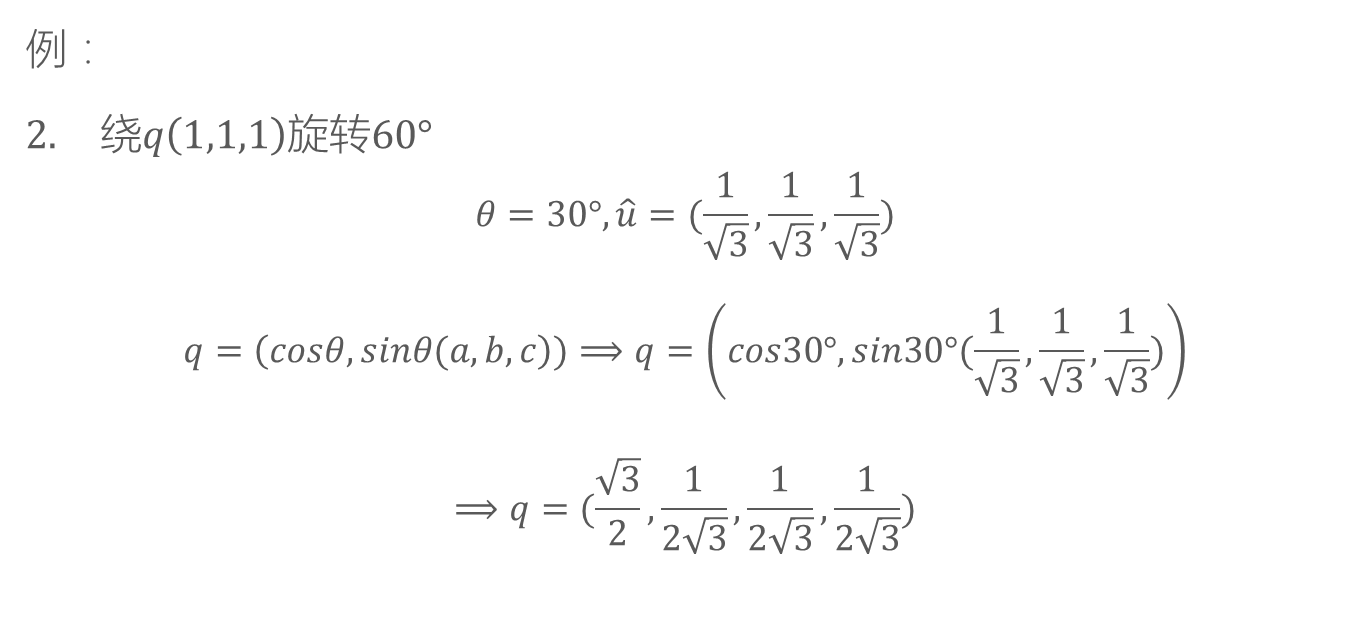 例：
2. 绕q(1,1,1)旋转60°
θ = 30°, û = (1/√3, 1/√3, 1/√3)
q = (cosθ, sinθ(a, b, c)) ⟹ q = (cos30°, sin30°(1/√3, 1/√3, 1/√3))
⟹ q = (√3/2, 1/2√3, 1/2√3, 1/2√3)